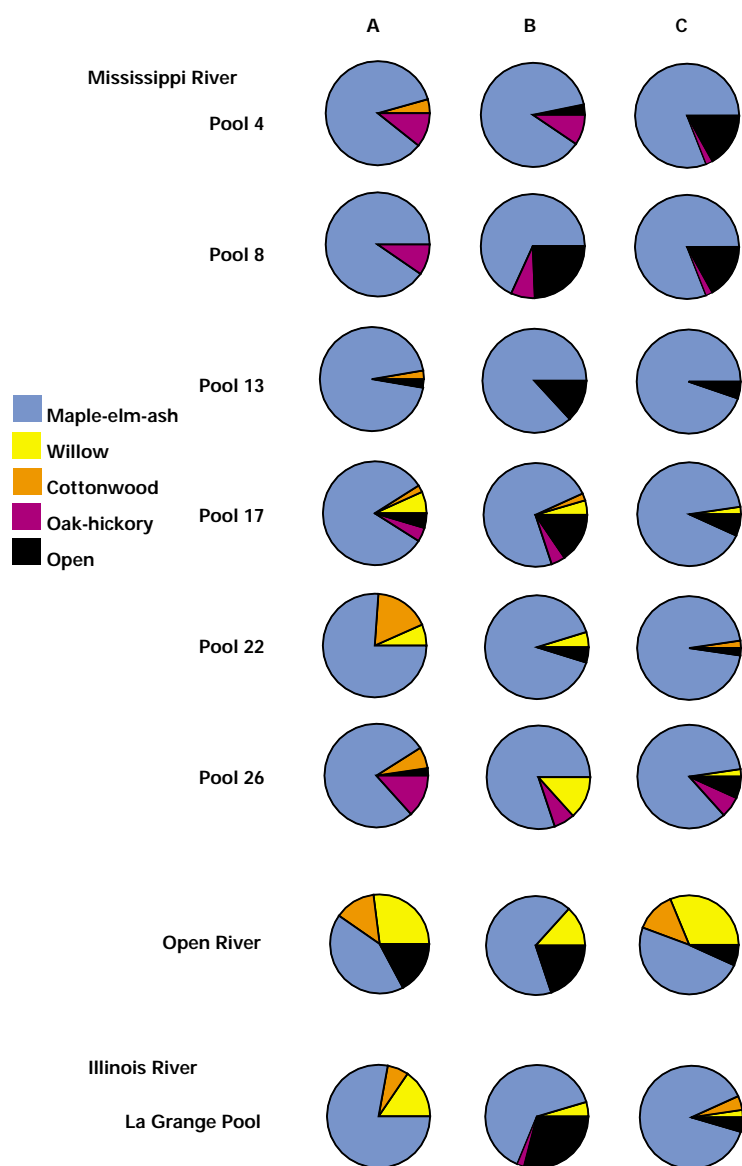 A B C
Mississippi River
Pool 4
Pool 8
Pool 13
Maple-elm-ash
Willow
Cottonwood
Oak-hickory
Open
Pool 17
Pool 22
Pool 26
Open River
Illinois River
La Grange Pool